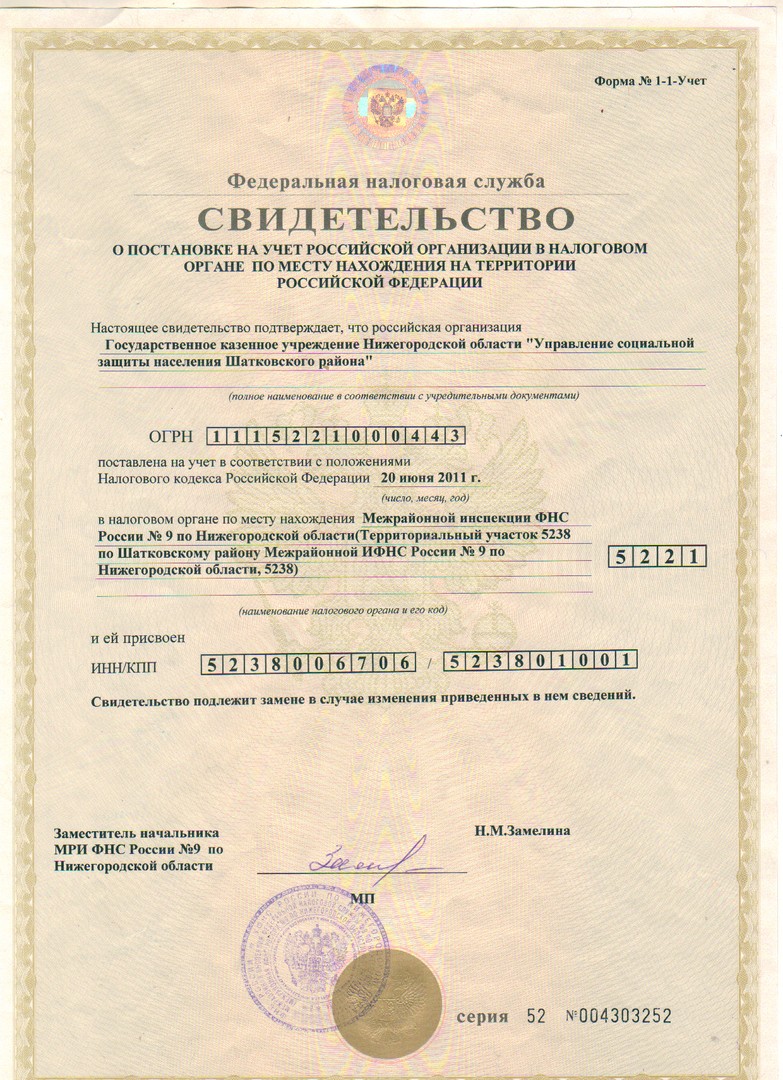 Форма № 1-1-Учет
Федеральная налоговая служба
СВИДЕТЕЛЬСТВО
О ПОСТАНОВКЕ НА УЧЕТ РОССИЙСКОЙ ОРГАНИЗАЦИИ В НАЛОГОВОМ
ОРГАНЕ ПО МЕСТУ НАХОЖДЕНИЯ НА ТЕРРИТОРИИ
РОССИЙСКОЙ ФЕДЕРАЦИИ
Настоящее свидетельство подтверждает, что российская организация
Государственное казенное учреждение Нижегородской области "Управление социальной
защиты населения Шатковского района"
(полное наименование в соответствии с учредительными документами)
ОГРН 1115221000443
поставлена на учет в соответствии с положениями
Налогового кодекса Российской Федерации 20 июня 2011 г.
(число, месяц, год)
в налоговом органе по месту нахождения Межрайонной инспекции ФНС
России № 9 по Нижегородской области(Территориальный участок 5238
по Шатковскому району Межрайонной ИФНС России № 9 по
Нижегородской области, 5238)
5221
(наименование налогового органа и его код)
и ей присвоен
ИНН/КПП 5238006706 / 523801001
Свидетельство подлежит замене в случае изменения приведенных в нем сведений.
Заместитель начальника
МРИ ФНС России №9 по
Нижегородской области
Н.М.Замелина
МП
серия 52 №004303252